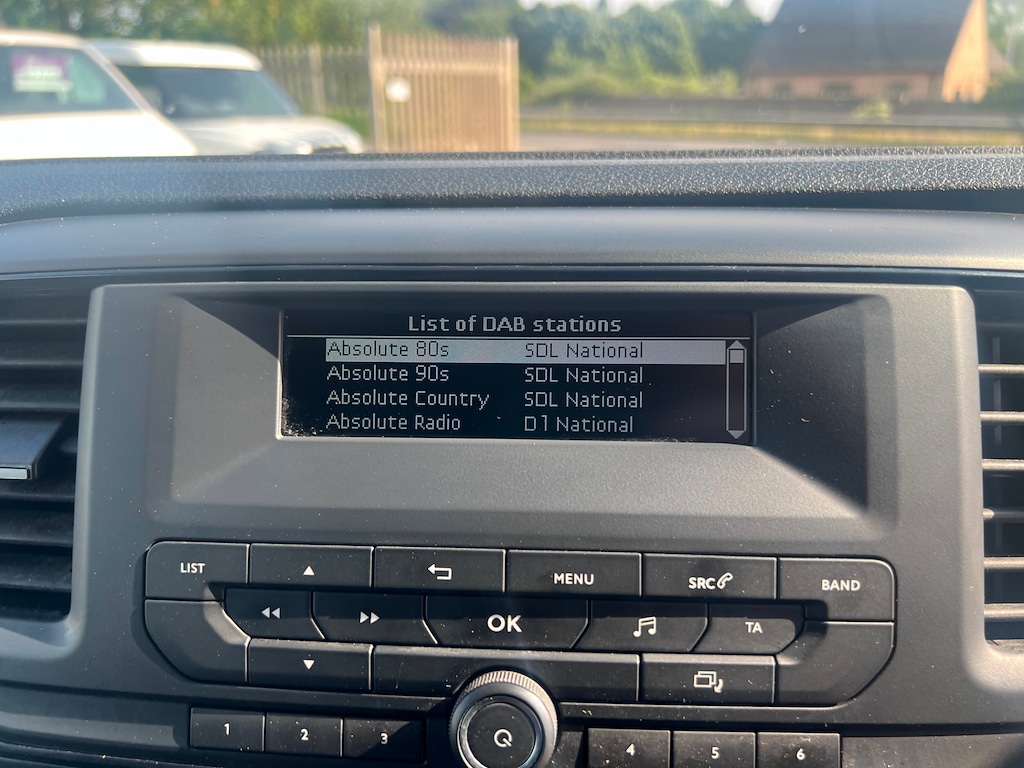 List of DAB stations
Absolute 80s SDL National
Absolute 90s SDL National
Absolute Country SDL National
Absolute Radio D1 National
LIST MENU SRC BAND
OK TA
1 2 3 4 5 6